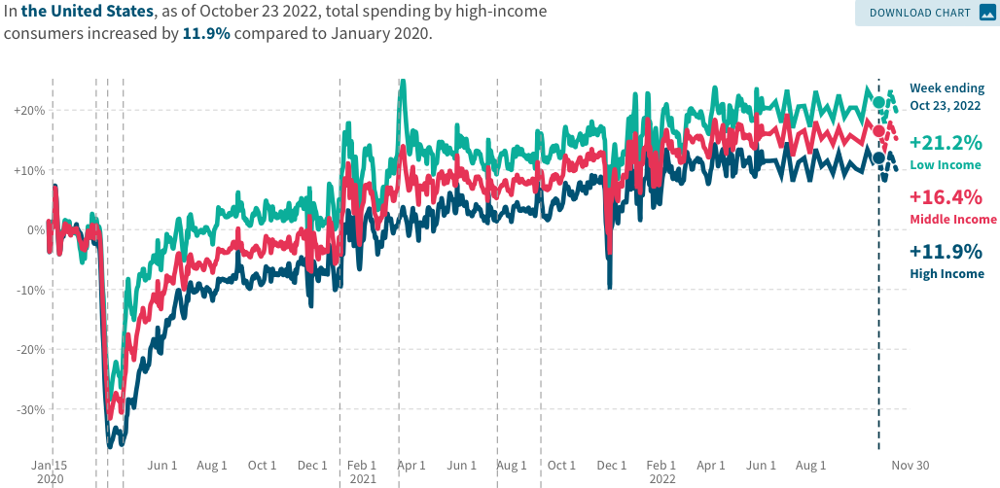 In the United States, as of October 23 2022, total spending by high-income
consumers increased by 11.9% compared to January 2020.
DOWNLOAD CHART
+20%
+10%
0%
-10%
-20%
-30%
Week ending
Oct 23, 2022
+21.2%
Low Income
+16.4%
Middle Income
+11.9%
High Income
Jan 15 Jun 1 Aug 1 Oct 1 Dec 1 Feb 1 Apr 1 Jun 1 Aug 1 Oct 1 Dec 1 Feb 1 Apr 1 Jun 1 Aug 1 Nov 30
2020 2021 2022